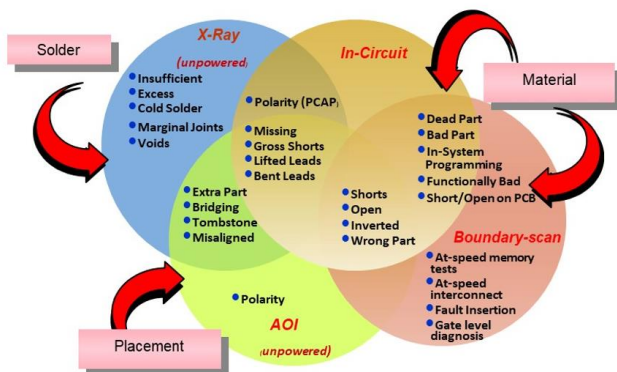 Solder
X-Ray
(unpowered)
Insufficient
Excess
Cold Solder
Marginal Joints
Voids
In-Circuit
Material
Polarity (PCAP)
Missing
Gross Shorts
Lifted Leads
Bent Leads
Dead Part
Bad Part
In-System
Programming
Functionally Bad
Short/Open on PCB
Extra Part
Bridging
Tombstone
Misaligned
Shorts
Open
Inverted
Wrong Part
Boundary-scan
At-speed memory
tests
At-speed
interconnect
Fault Insertion
Gate level
diagnosis
Polarity
AOI
(unpowered)
Placement